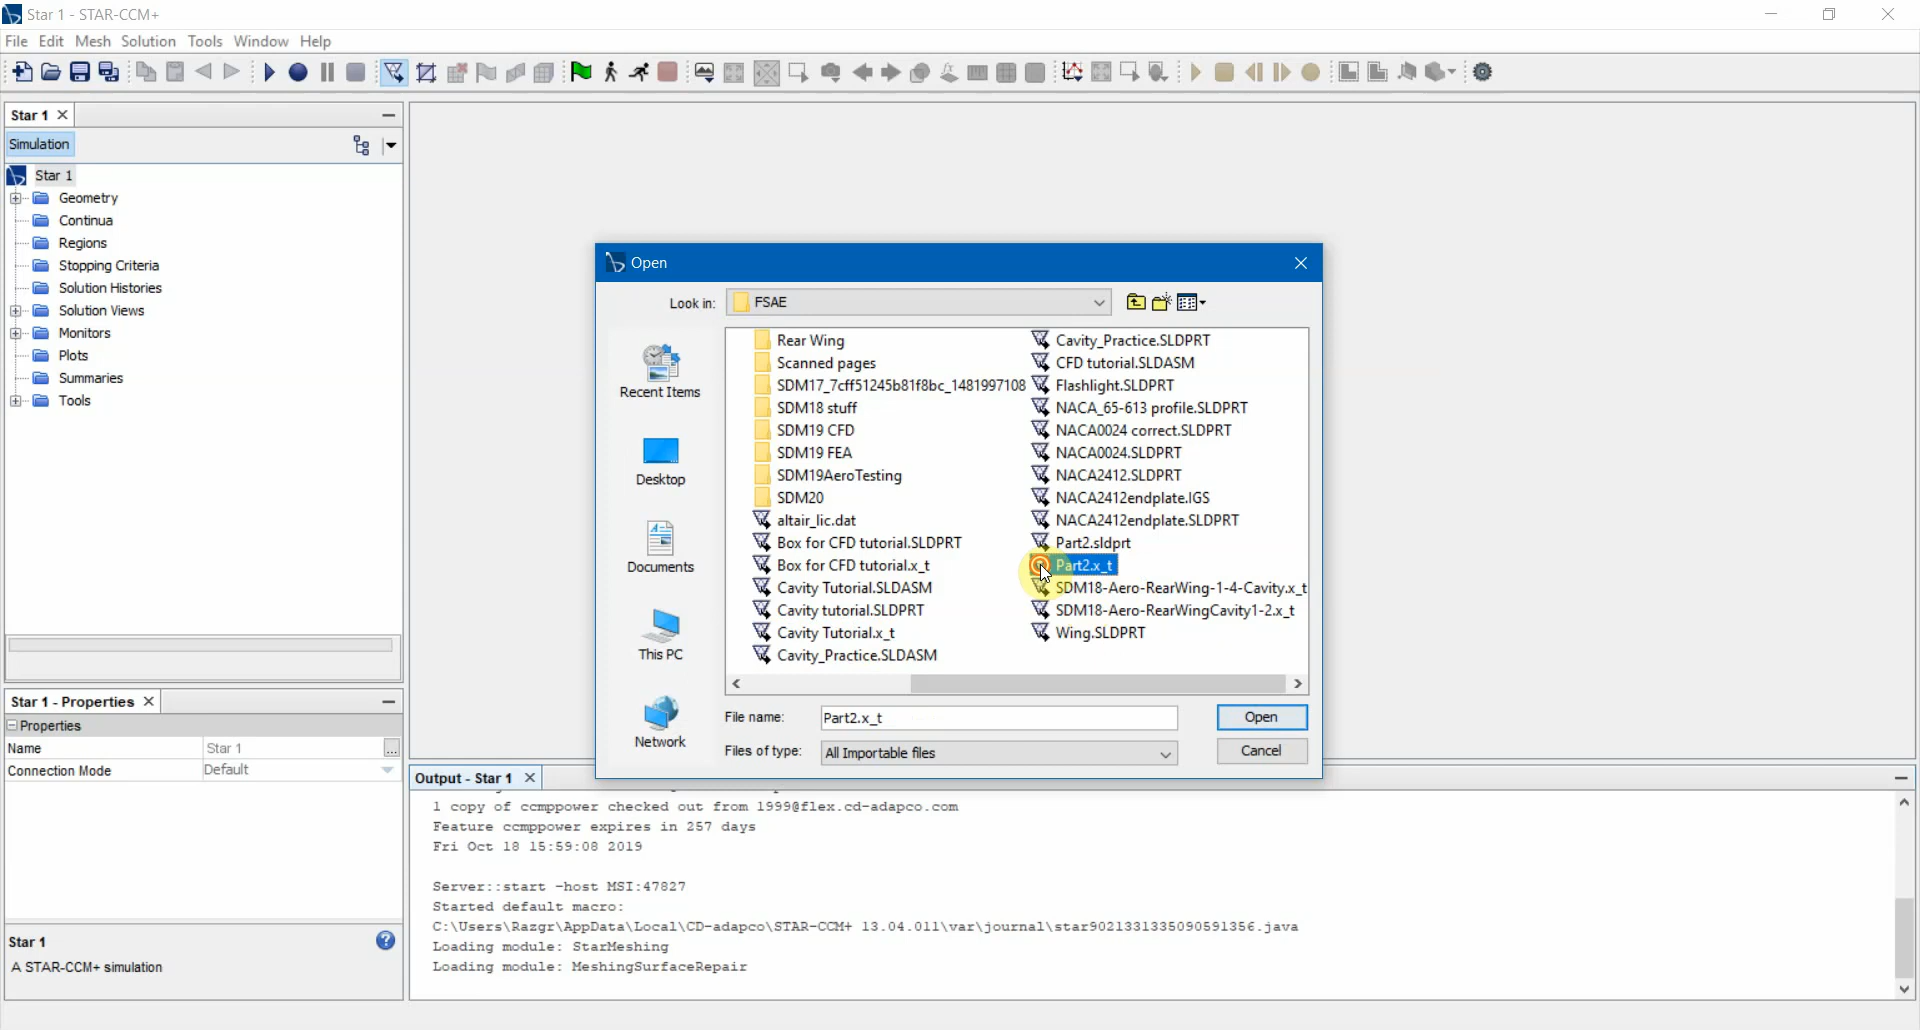 Star 1 - STAR-CCM+
File Edit Mesh Solution Tools Window Help
Star 1
Simulation
Star 1
Geometry
Continua
Regions
Stopping Criteria
Solution Histories
Solution Views
Monitors
Plots
Summaries
Tools
Star 1 - Properties
Properties
Name Star 1 ...
Connection Mode Default
Star 1
A STAR-CCM+ simulation
Open
Look in: FSAE
Recent Items
Desktop
Documents
This PC
Network
Rear Wing
Scanned pages
SDM17_7cff51245b81f8bc_1481997108
SDM18 stuff
SDM19 CFD
SDM19 FEA
SDM19AeroTesting
SDM20
altair_lic.dat
Box for CFD tutorial.SLDPRT
Box for CFD tutorial.x_t
Cavity Tutorial.SLDASM
Cavity tutorial.SLDPRT
Cavity Tutorial.x_t
Cavity_Practice.SLDASM
Cavity_Practice.SLDPRT
CFD tutorial.SLDASM
Flashlight.SLDPRT
NACA_65-613 profile.SLDPRT
NACA0024 correct.SLDPRT
NACA0024.SLDPRT
NACA2412.SLDPRT
NACA2412endplate.IGS
NACA2412endplate.SLDPRT
Part2.sldprt
Part2.x_t
SDM18-Aero-RearWing-1-4-Cavity.x_t
SDM18-Aero-RearWingCavity1-2.x_t
Wing.SLDPRT
File name: Part2.x_t Open
Files of type: All Importable files Cancel
Output - Star 1
1 copy of ccmppower checked out from 1999@flex.cd-adapco.com
Feature ccmppower expires in 257 days
Fri Oct 18 15:59:08 2019
Server::start -host MSI:47827
Started default macro:
C:\Users\Razgr\AppData\Local\CD-adapco\STAR-CCM+ 13.04.011\var\journal\star9021331335090591356.java
Loading module: StarMeshing
Loading module: MeshingSurfaceRepair